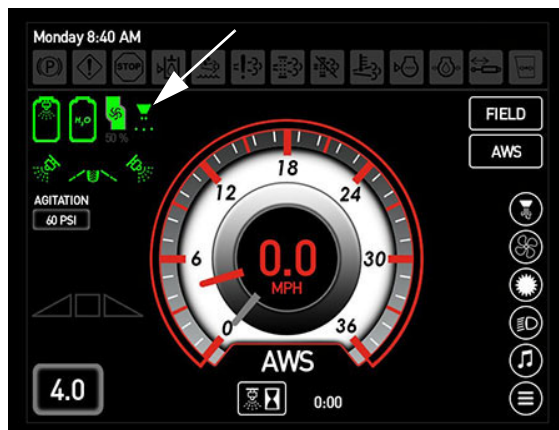 Monday 8:40 AM
(P)
STOP
H₂O
50 %
FIELD
AWS
AGITATION
60 PSI
0
6
12
18
24
30
36
0.0
MPH
AWS
4.0
0:00